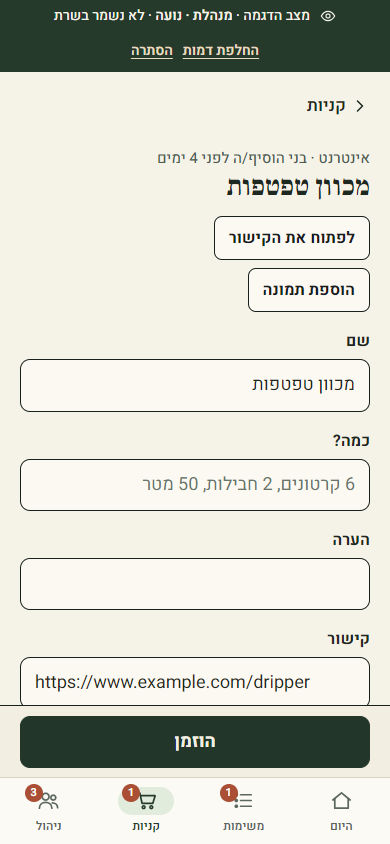 מצב הדגמה · מנהלת · נועה · לא נשמר בשרת
החלפת דמות הסתרה
קניות
אינטרנט · בני הוסיף/ה לפני 4 ימים
מכוון טפטפות
לפתוח את הקישור
הוספת תמונה
שם
מכוון טפטפות
כמה?
6 קרטונים, 2 חבילות, 50 מטר
הערה
קישור
https://www.example.com/dripper
הוזמן
1 1 3
היום משימות קניות ניהול